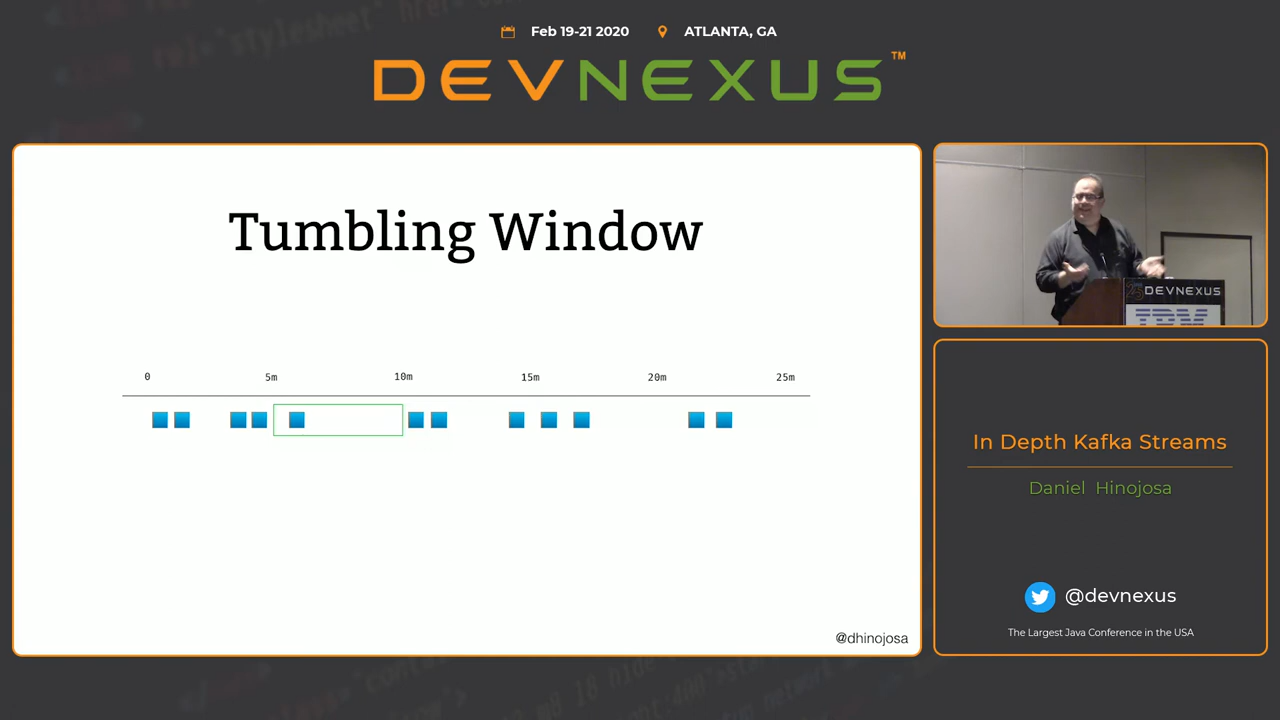 Feb 19-21 2020 ATLANTA, GA
DEVNEXUS™
Tumbling Window
0 5m 10m 15m 20m 25m
@dhinojosa
DEVNEXUS
IBM
In Depth Kafka Streams
Daniel Hinojosa
@devnexus
The Largest Java Conference in the USA